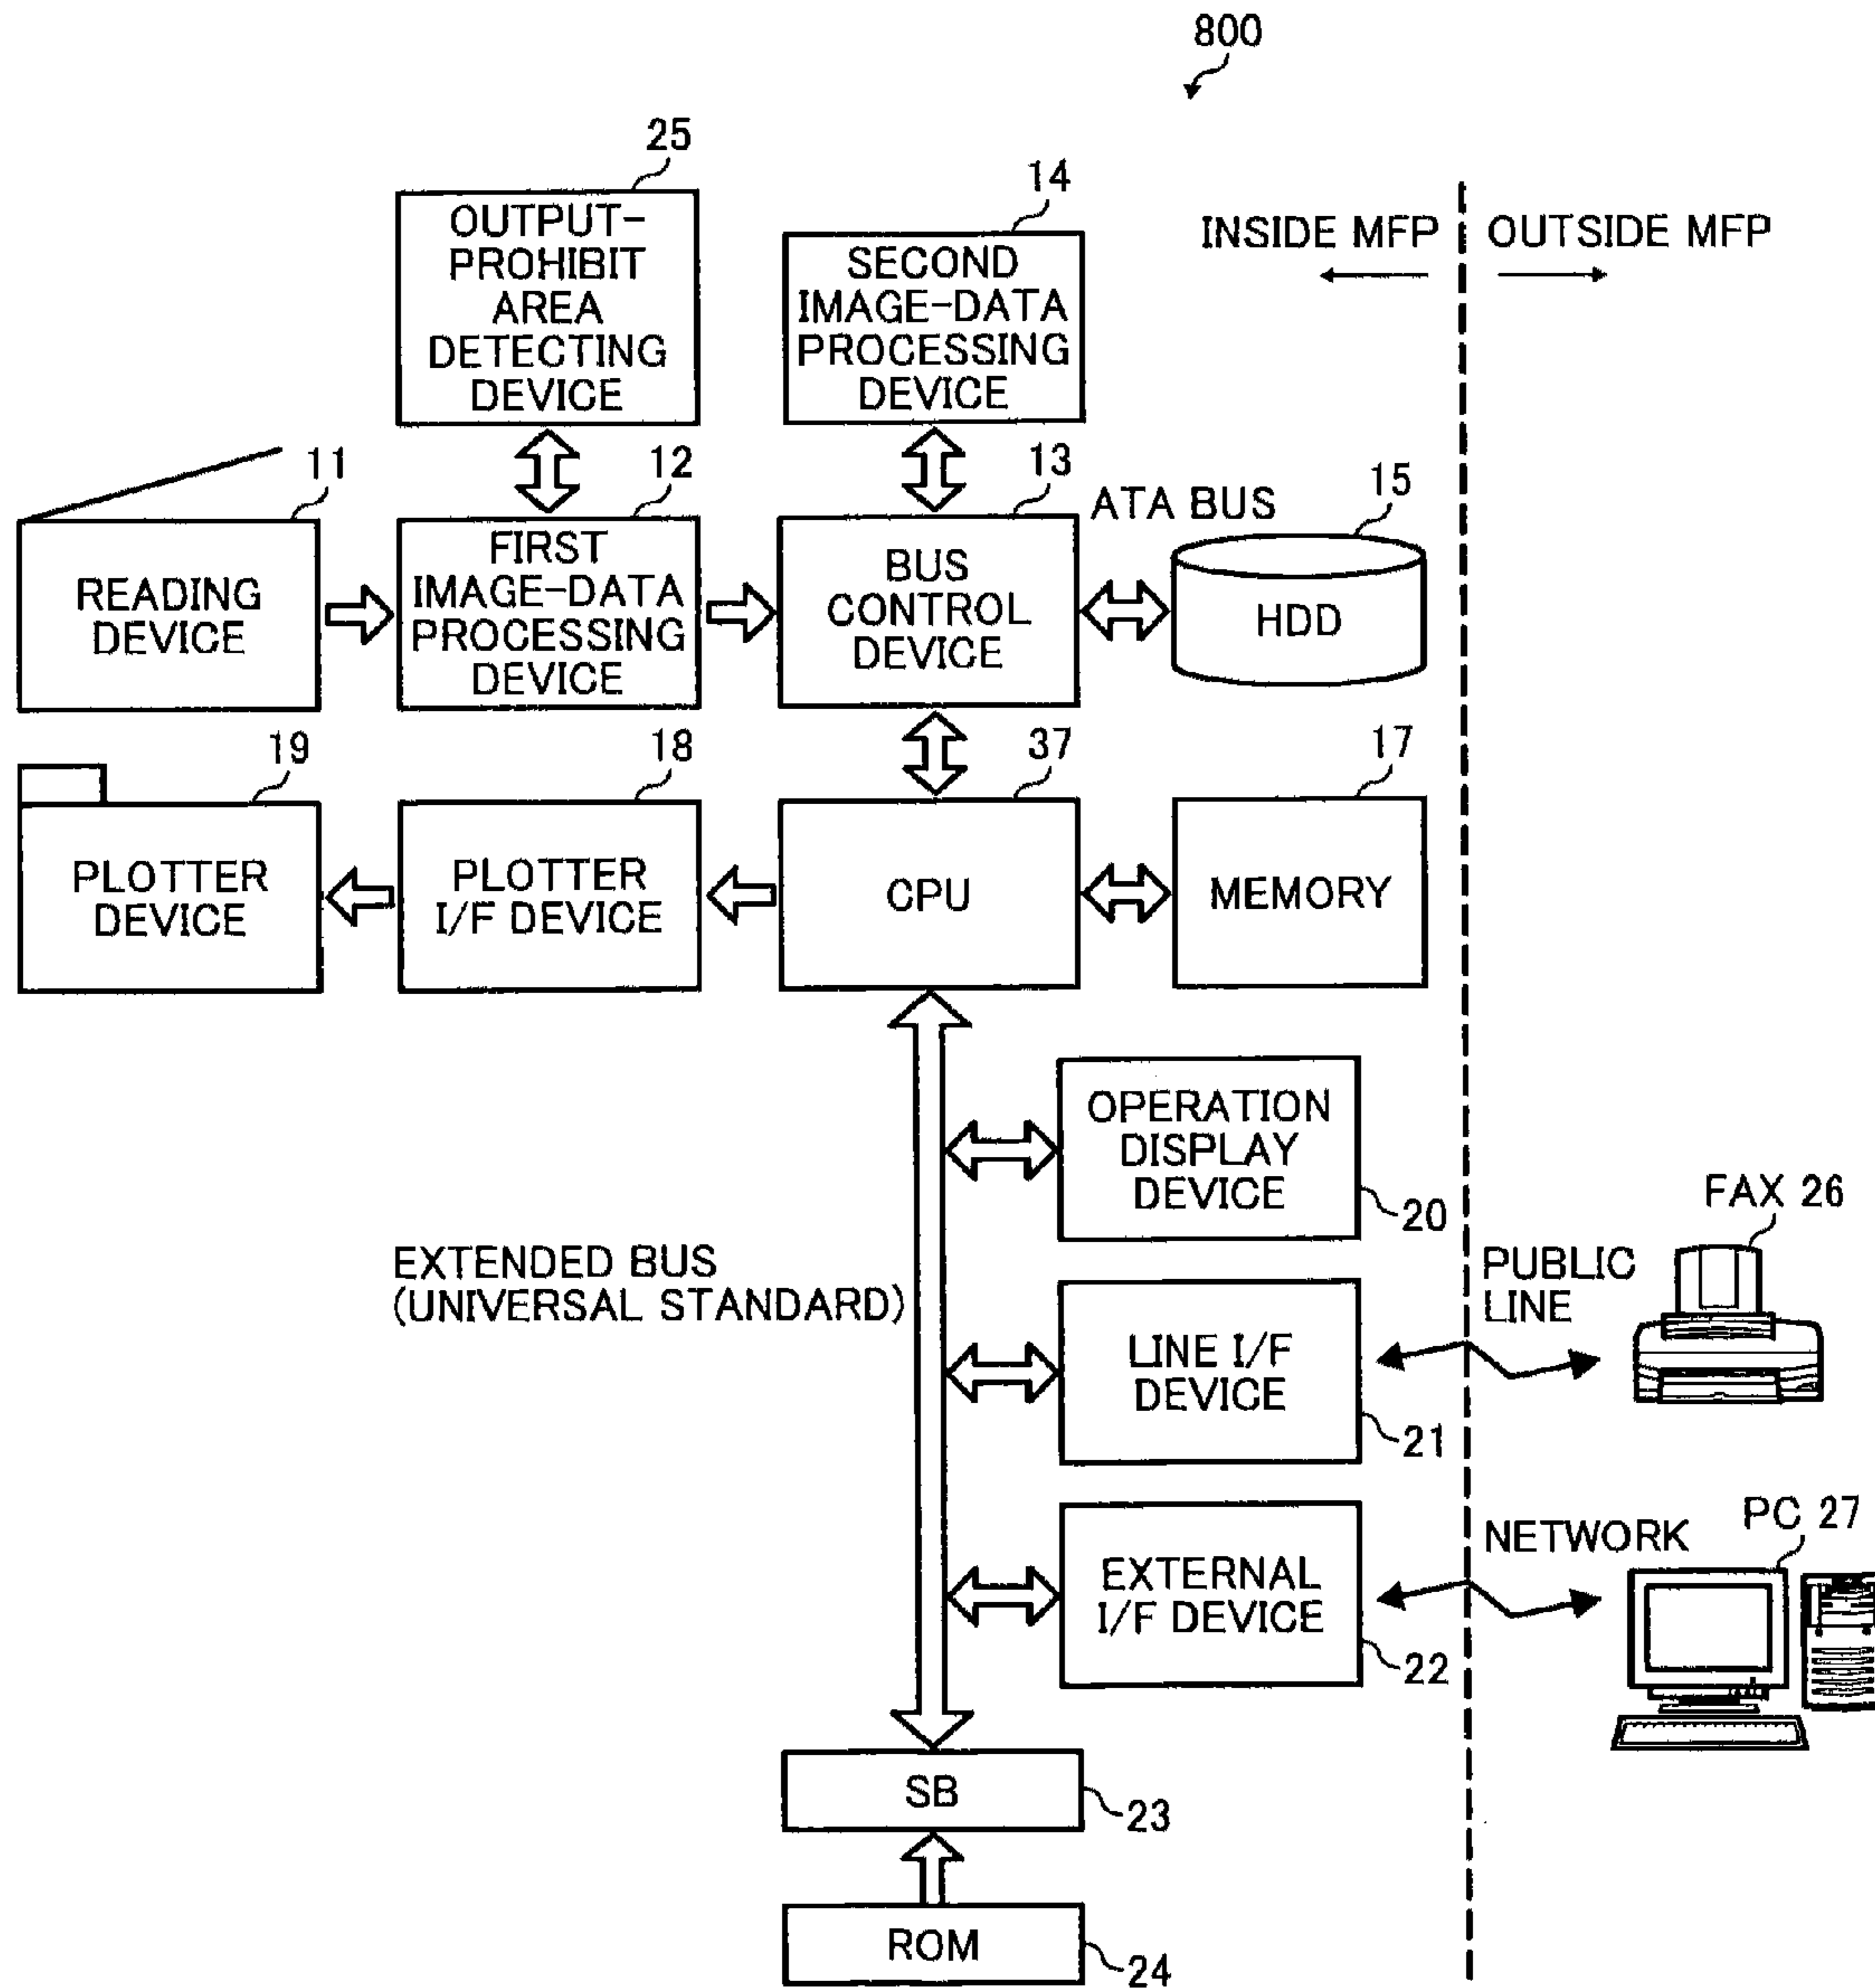 800
25
OUTPUT-
PROHIBIT
AREA
DETECTING
DEVICE
14
SECOND
IMAGE-DATA
PROCESSING
DEVICE
INSIDE MFP
OUTSIDE MFP
11
READING
DEVICE
12
FIRST
IMAGE-DATA
PROCESSING
DEVICE
13
BUS
CONTROL
DEVICE
ATA BUS
15
HDD
19
PLOTTER
DEVICE
18
PLOTTER
I/F DEVICE
37
CPU
17
MEMORY
OPERATION
DISPLAY
DEVICE
20
EXTENDED BUS
(UNIVERSAL STANDARD)
LINE I/F
DEVICE
21
PUBLIC
LINE
FAX 26
EXTERNAL
I/F DEVICE
22
NETWORK
PC 27
SB
23
ROM
24